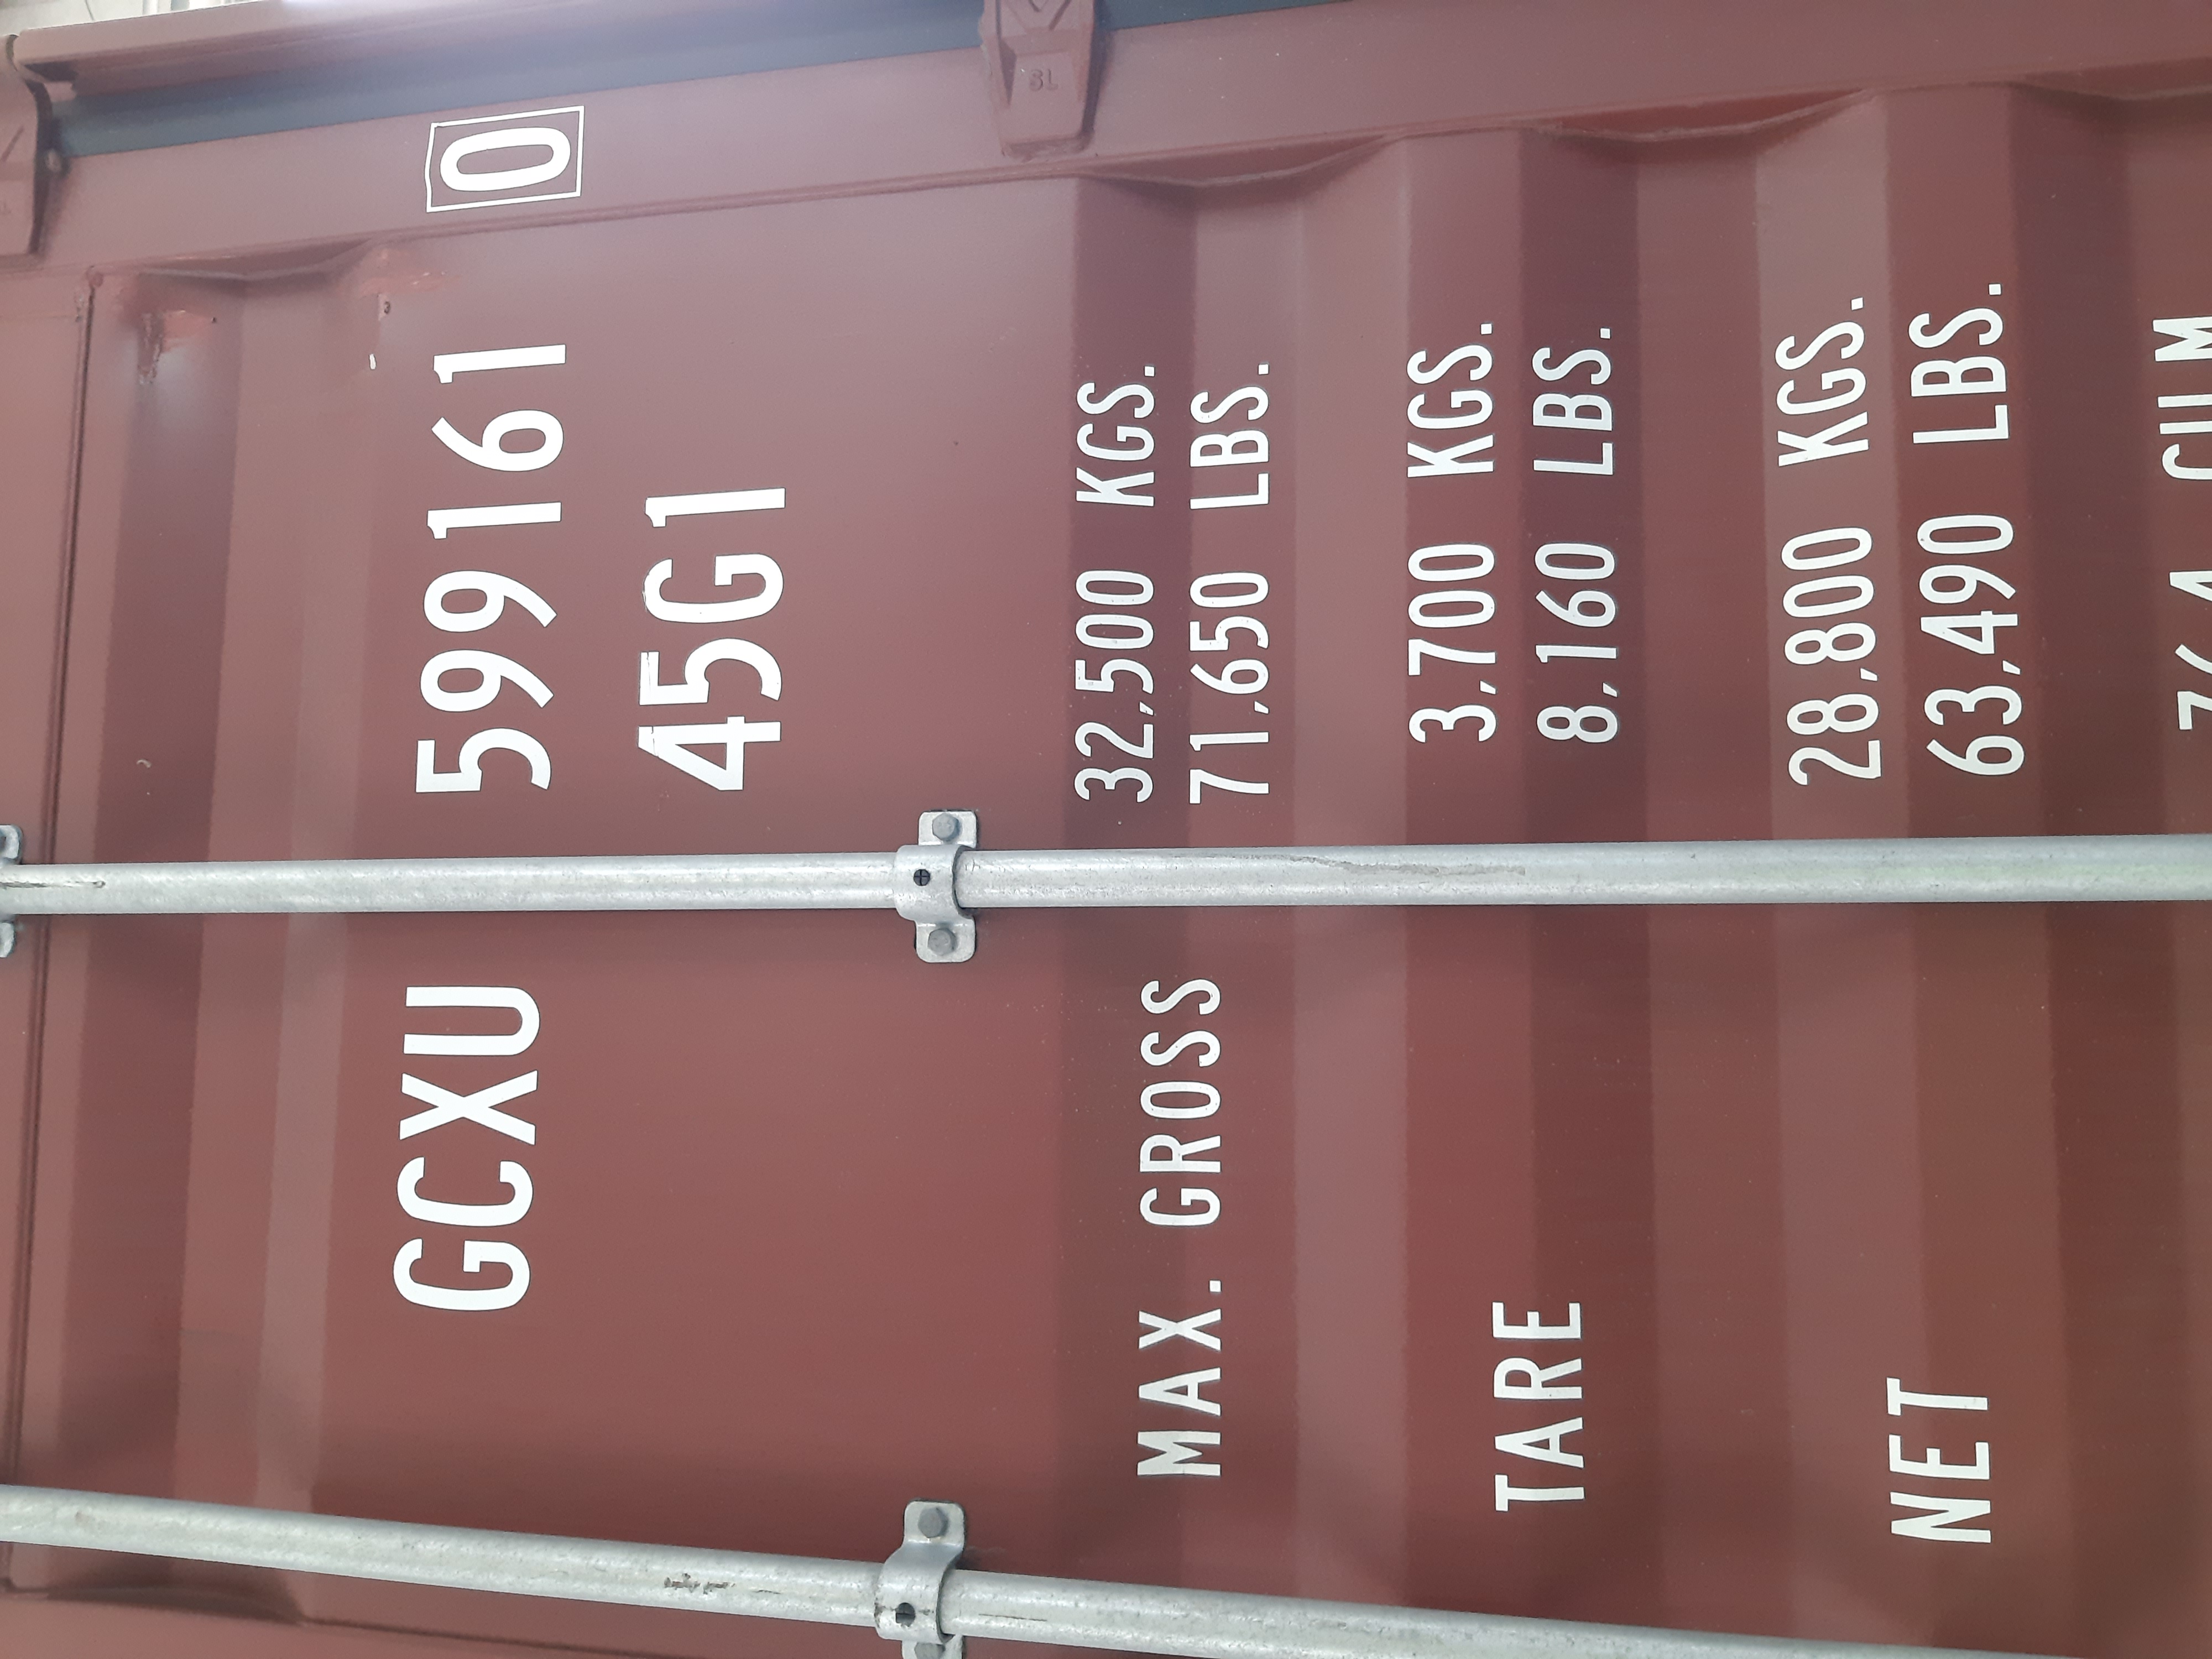 GCXU 599161 0
45G1
MAX. GROSS 32,500 KGS.
71,650 LBS.
TARE 3,700 KGS.
8,160 LBS.
NET 28,800 KGS.
63,490 LBS.